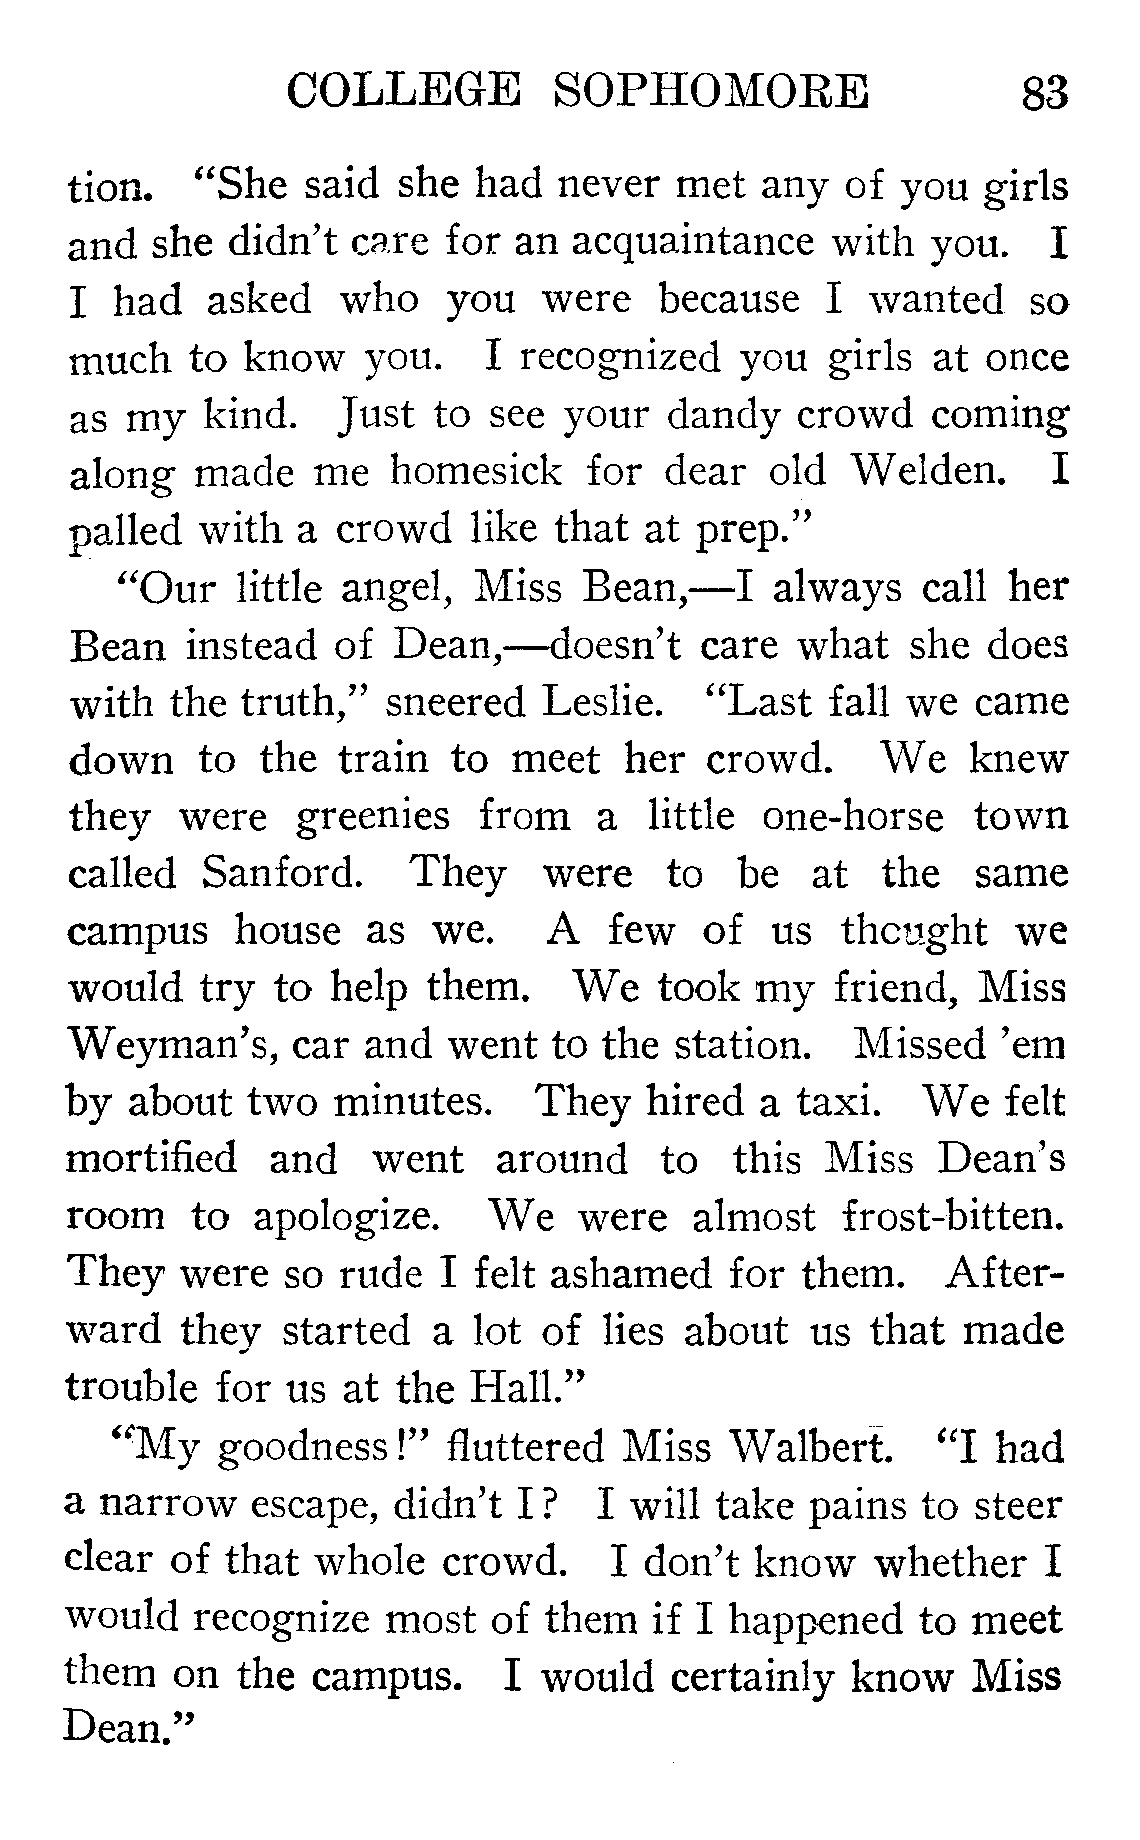 COLLEGE SOPHOMORE 83
tion. “She said she had never met any of you girls
and she didn’t care for an acquaintance with you. I
I had asked who you were because I wanted so
much to know you. I recognized you girls at once
as my kind. Just to see your dandy crowd coming
along made me homesick for dear old Welden. I
palled with a crowd like that at prep.”
“Our little angel, Miss Bean,—I always call her
Bean instead of Dean,—doesn’t care what she does
with the truth,” sneered Leslie. “Last fall we came
down to the train to meet her crowd. We knew
they were greenies from a little one-horse town
called Sanford. They were to be at the same
campus house as we. A few of us thought we
would try to help them. We took my friend, Miss
Weyman’s, car and went to the station. Missed ’em
by about two minutes. They hired a taxi. We felt
mortified and went around to this Miss Dean’s
room to apologize. We were almost frost-bitten.
They were so rude I felt ashamed for them. After-
ward they started a lot of lies about us that made
trouble for us at the Hall.”
“My goodness!” fluttered Miss Walbert. “I had
a narrow escape, didn’t I? I will take pains to steer
clear of that whole crowd. I don’t know whether I
would recognize most of them if I happened to meet
them on the campus. I would certainly know Miss
Dean.”